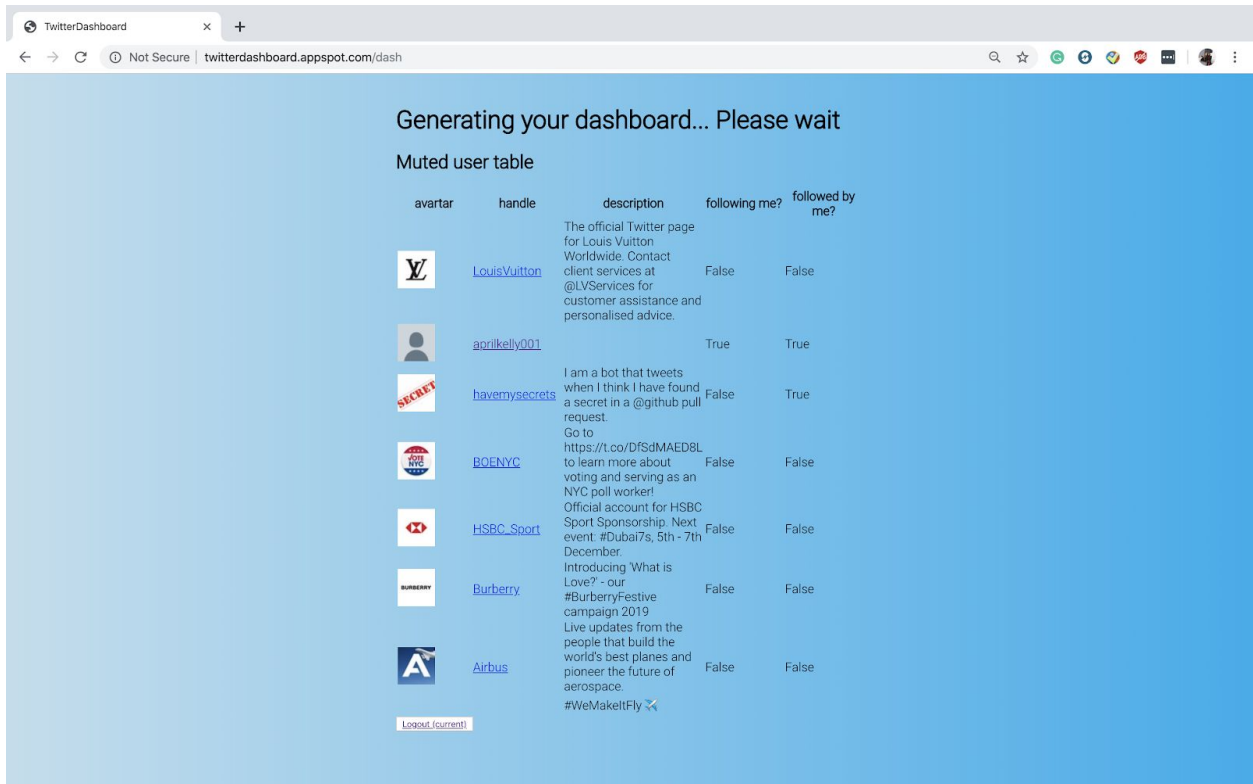 TwitterDashboard
Not Secure | twitterdashboard.appspot.com/dash
Generating your dashboard... Please wait
Muted user table
avartar handle description following me? followed by
me?
The official Twitter page
for Louis Vuitton
Worldwide. Contact
LouisVuitton client services at False False
@LVServices for
customer assistance and
personalised advice.
aprilkelly001 True True
I am a bot that tweets
when I think I have found
SECRET havemysecrets a secret in a @github pull False True
request.
Go to
https://t.co/DfSdMAED8L
VOTE NYC BOENYC to learn more about False False
voting and serving as an
NYC poll worker!
Official account for HSBC
HSBC_Sport Sport Sponsorship. Next False False
event: #Dubai7s, 5th - 7th
December.
Introducing 'What is
BURBERRY Burberry Love?' - our False False
#BurberryFestive
campaign 2019
Live updates from the
people that build the
Airbus world's best planes and False False
pioneer the future of
aerospace.
#WeMakeItFly ✈️
Logout (current)